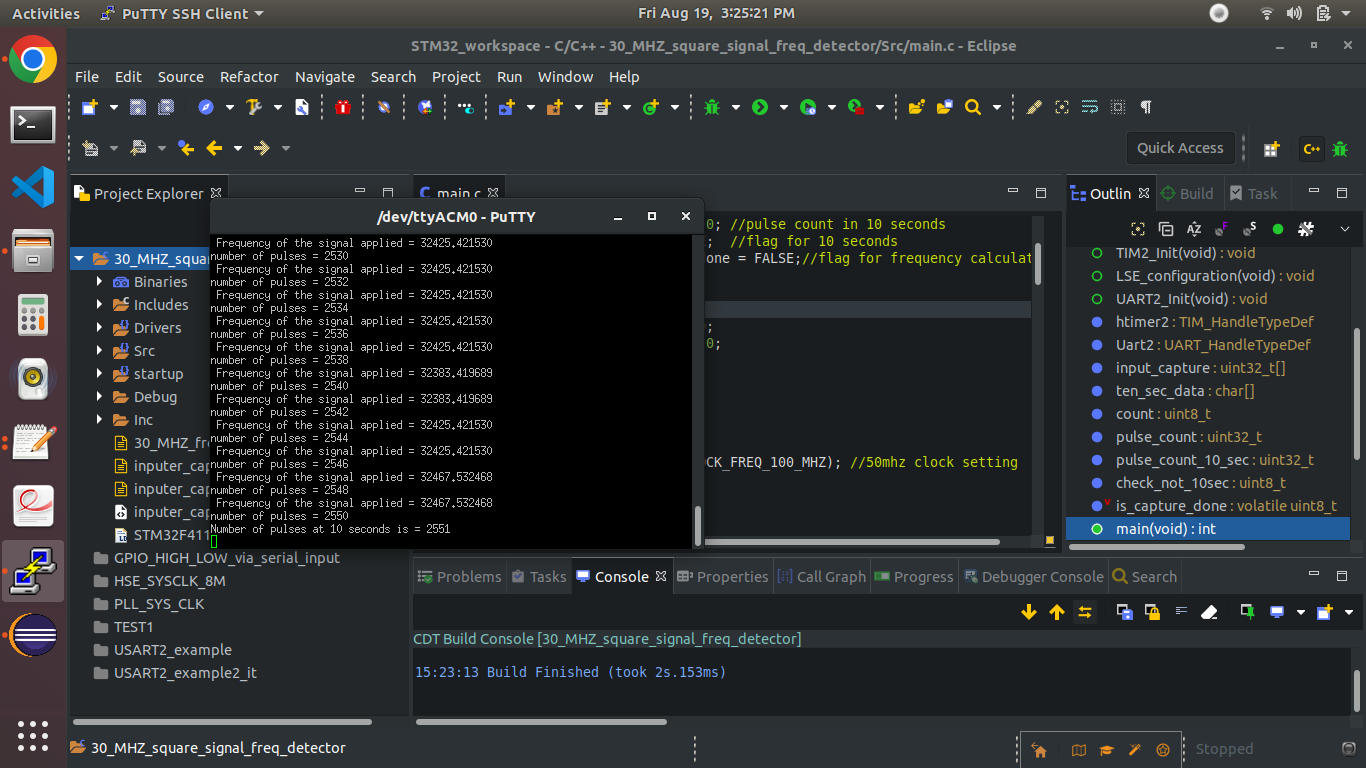 Activities
PuTTY SSH Client
Fri Aug 19, 3:25:21 PM
STM32_workspace - C/C++ - 30_MHZ_square_signal_freq_detector/Src/main.c - Eclipse
File Edit Source Refactor Navigate Search Project Run Window Help
Quick Access
Project Explorer
main.c
Outlin
Build
Task
30_MHZ_squar
Binaries
Includes
Drivers
Src
startup
Debug
Inc
30_MHZ_fre
inputer_cap
inputer_cap
inputer_cap
STM32F411
GPIO_HIGH_LOW_via_serial_input
HSE_SYSCLK_8M
PLL_SYS_CLK
TEST1
USART2_example
USART2_example2_it
/dev/ttyACM0 - PuTTY
Frequency of the signal applied = 32425.421530
number of pulses = 2530
Frequency of the signal applied = 32425.421530
number of pulses = 2532
Frequency of the signal applied = 32425.421530
number of pulses = 2534
Frequency of the signal applied = 32425.421530
number of pulses = 2536
Frequency of the signal applied = 32425.421530
number of pulses = 2538
Frequency of the signal applied = 32383.419689
number of pulses = 2540
Frequency of the signal applied = 32383.419689
number of pulses = 2542
Frequency of the signal applied = 32425.421530
number of pulses = 2544
Frequency of the signal applied = 32425.421530
number of pulses = 2546
Frequency of the signal applied = 32467.532468
number of pulses = 2548
Frequency of the signal applied = 32467.532468
number of pulses = 2550
Number of pulses at 10 seconds is = 2551
0; //pulse count in 10 seconds
; //flag for 10 seconds
one = FALSE;//flag for frequency calculat
;
0;
OCK_FREQ_100_MHZ); //50mhz clock setting
TIM2_Init(void) : void
LSE_configuration(void) : void
UART2_Init(void) : void
htimer2 : TIM_HandleTypeDef
Uart2 : UART_HandleTypeDef
input_capture : uint32_t[]
ten_sec_data : char[]
count : uint8_t
pulse_count : uint32_t
pulse_count_10_sec : uint32_t
check_not_10sec : uint8_t
is_capture_done : volatile uint8_t
main(void) : int
Problems
Tasks
Console
Properties
Call Graph
Progress
Debugger Console
Search
CDT Build Console [30_MHZ_square_signal_freq_detector]
15:23:13 Build Finished (took 2s.153ms)
30_MHZ_square_signal_freq_detector
Stopped